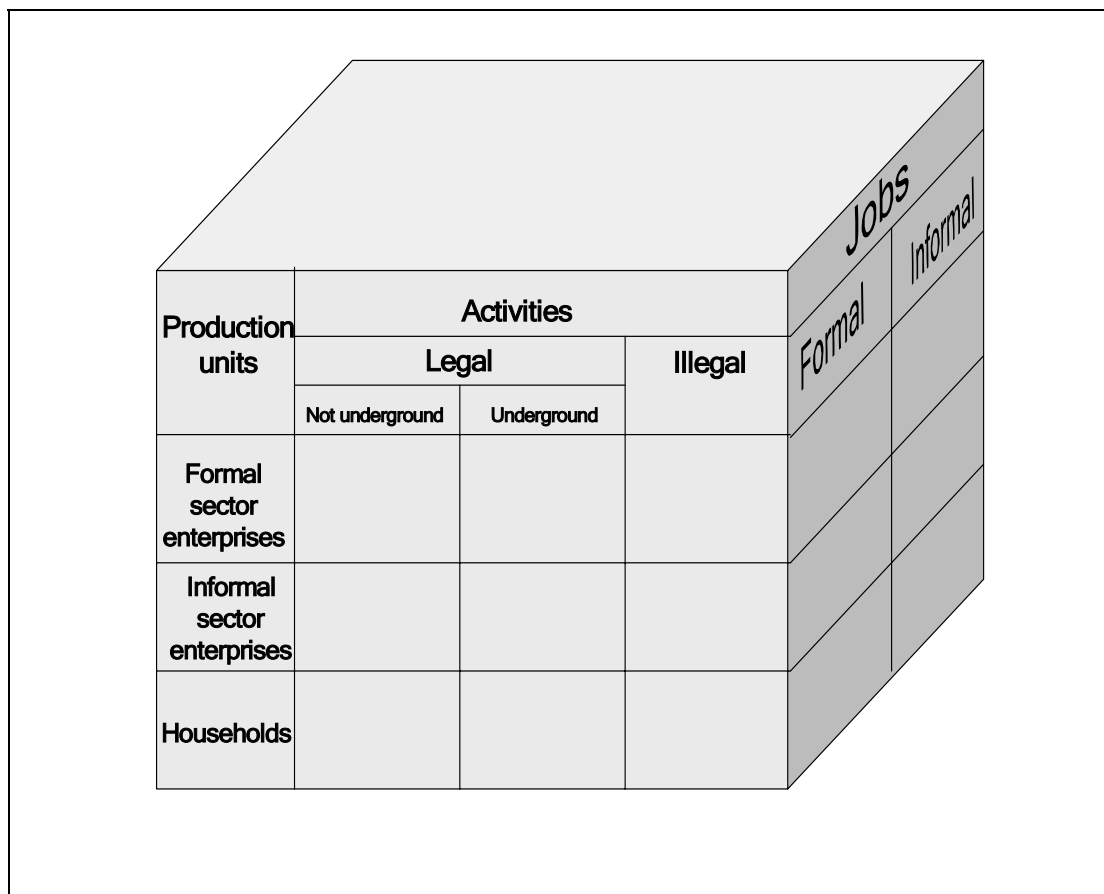 Jobs
Formal
Informal
Production
units
Activities
Legal
Illegal
Not underground
Underground
Formal
sector
enterprises
Informal
sector
enterprises
Households